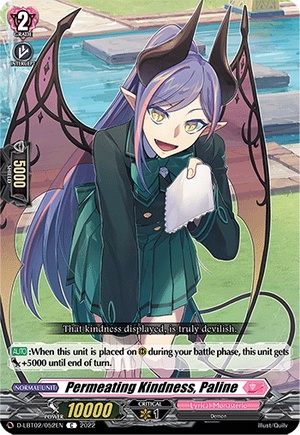 2
GRADE
INTERCEPT
5000
SHIELD
That kindness displayed, is truly devilish.
AUTO:When this unit is placed on during your battle phase, this unit gets
+5000 until end of turn.
NORMAL UNIT
Permeating Kindness, Paline
POWER 10000
CRITICAL
1
Lyrical Monasterio
Demon
D-LBT02/052EN C 2022
illust/Quily